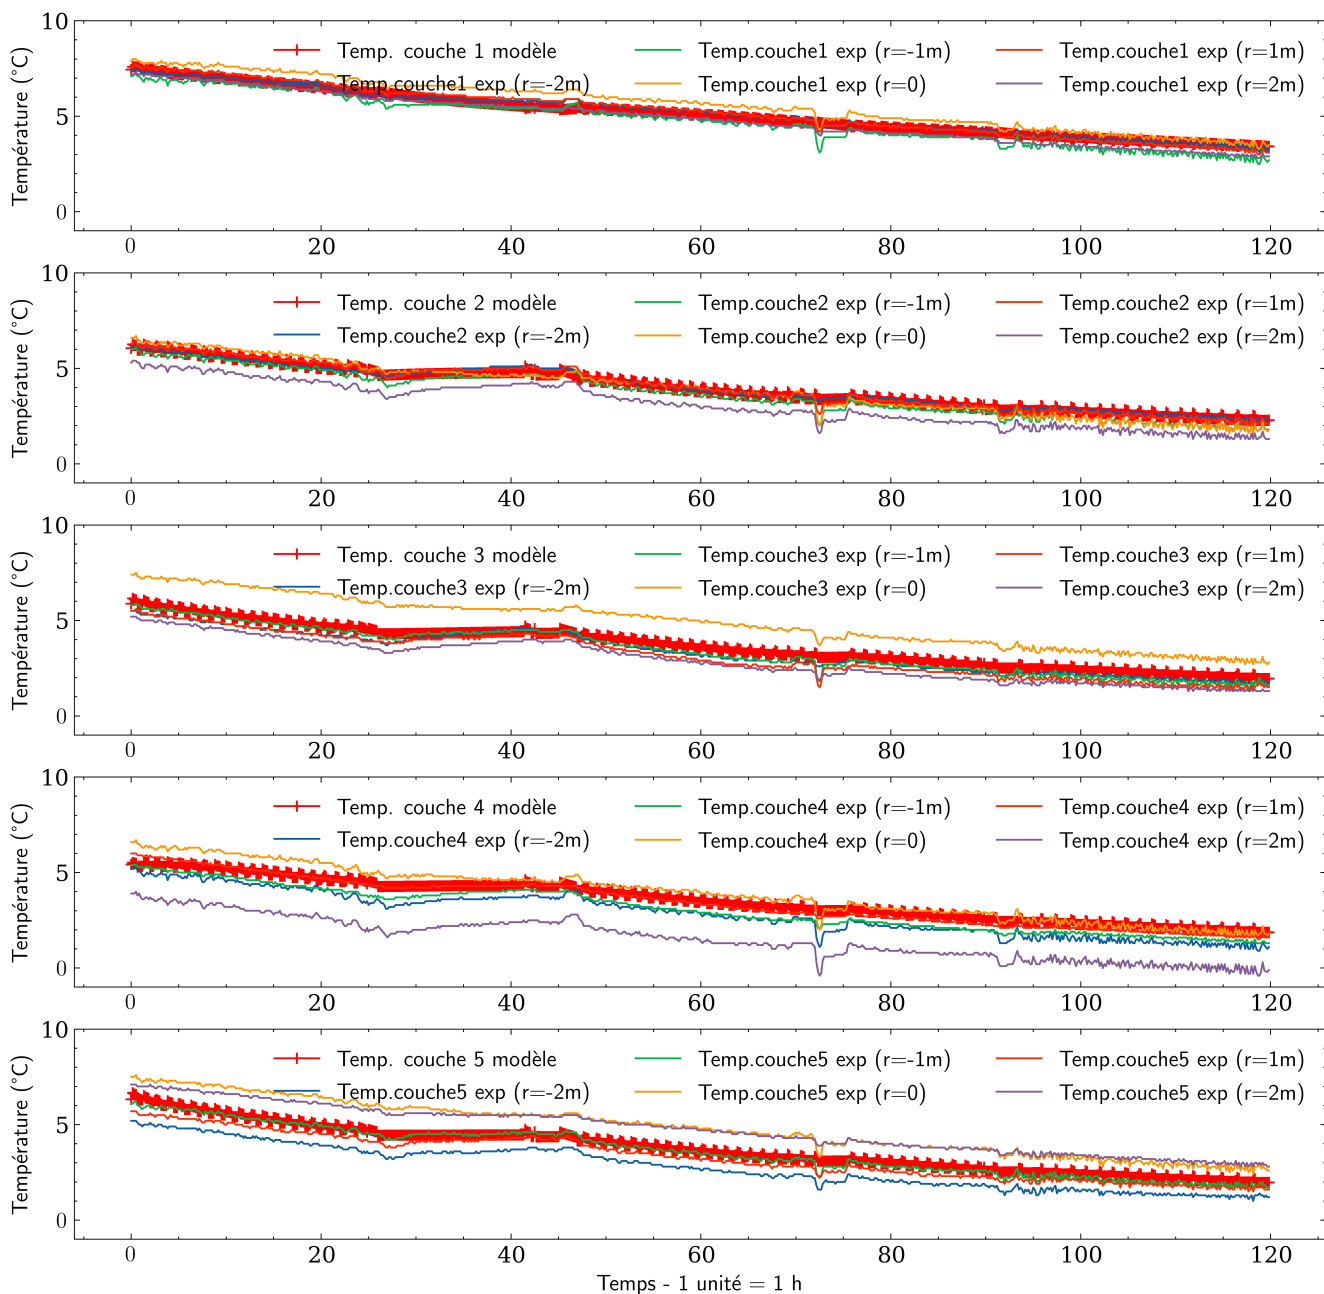 10
Temp. couche 1 modèle Temp.couche1 exp (r=-1m) Temp.couche1 exp (r=1m)
Temp.couche1 exp (r=-2m) Temp.couche1 exp (r=0) Temp.couche1 exp (r=2m)
5
0
Température (°C)
0 20 40 60 80 100 120
10
Temp. couche 2 modèle Temp.couche2 exp (r=-1m) Temp.couche2 exp (r=1m)
Temp.couche2 exp (r=-2m) Temp.couche2 exp (r=0) Temp.couche2 exp (r=2m)
5
0
Température (°C)
0 20 40 60 80 100 120
10
Temp. couche 3 modèle Temp.couche3 exp (r=-1m) Temp.couche3 exp (r=1m)
Temp.couche3 exp (r=-2m) Temp.couche3 exp (r=0) Temp.couche3 exp (r=2m)
5
0
Température (°C)
0 20 40 60 80 100 120
10
Temp. couche 4 modèle Temp.couche4 exp (r=-1m) Temp.couche4 exp (r=1m)
Temp.couche4 exp (r=-2m) Temp.couche4 exp (r=0) Temp.couche4 exp (r=2m)
5
0
Température (°C)
0 20 40 60 80 100 120
10
Temp. couche 5 modèle Temp.couche5 exp (r=-1m) Temp.couche5 exp (r=1m)
Temp.couche5 exp (r=-2m) Temp.couche5 exp (r=0) Temp.couche5 exp (r=2m)
5
0
Température (°C)
0 20 40 60 80 100 120
Temps - 1 unité = 1 h